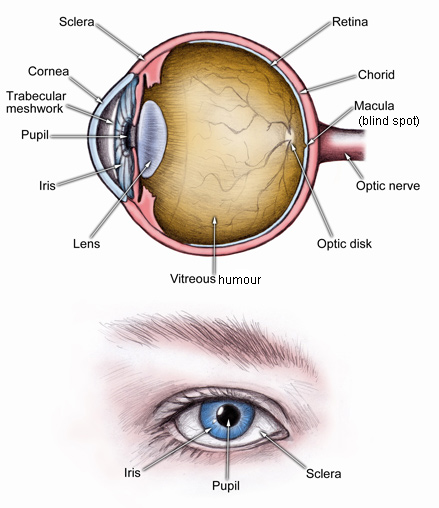 Sclera
Retina
Cornea
Chorid
Trabecular
meshwork
Macula
(blind spot)
Pupil
Iris
Optic nerve
Lens
Optic disk
Vitreous humour
Iris
Pupil
Sclera